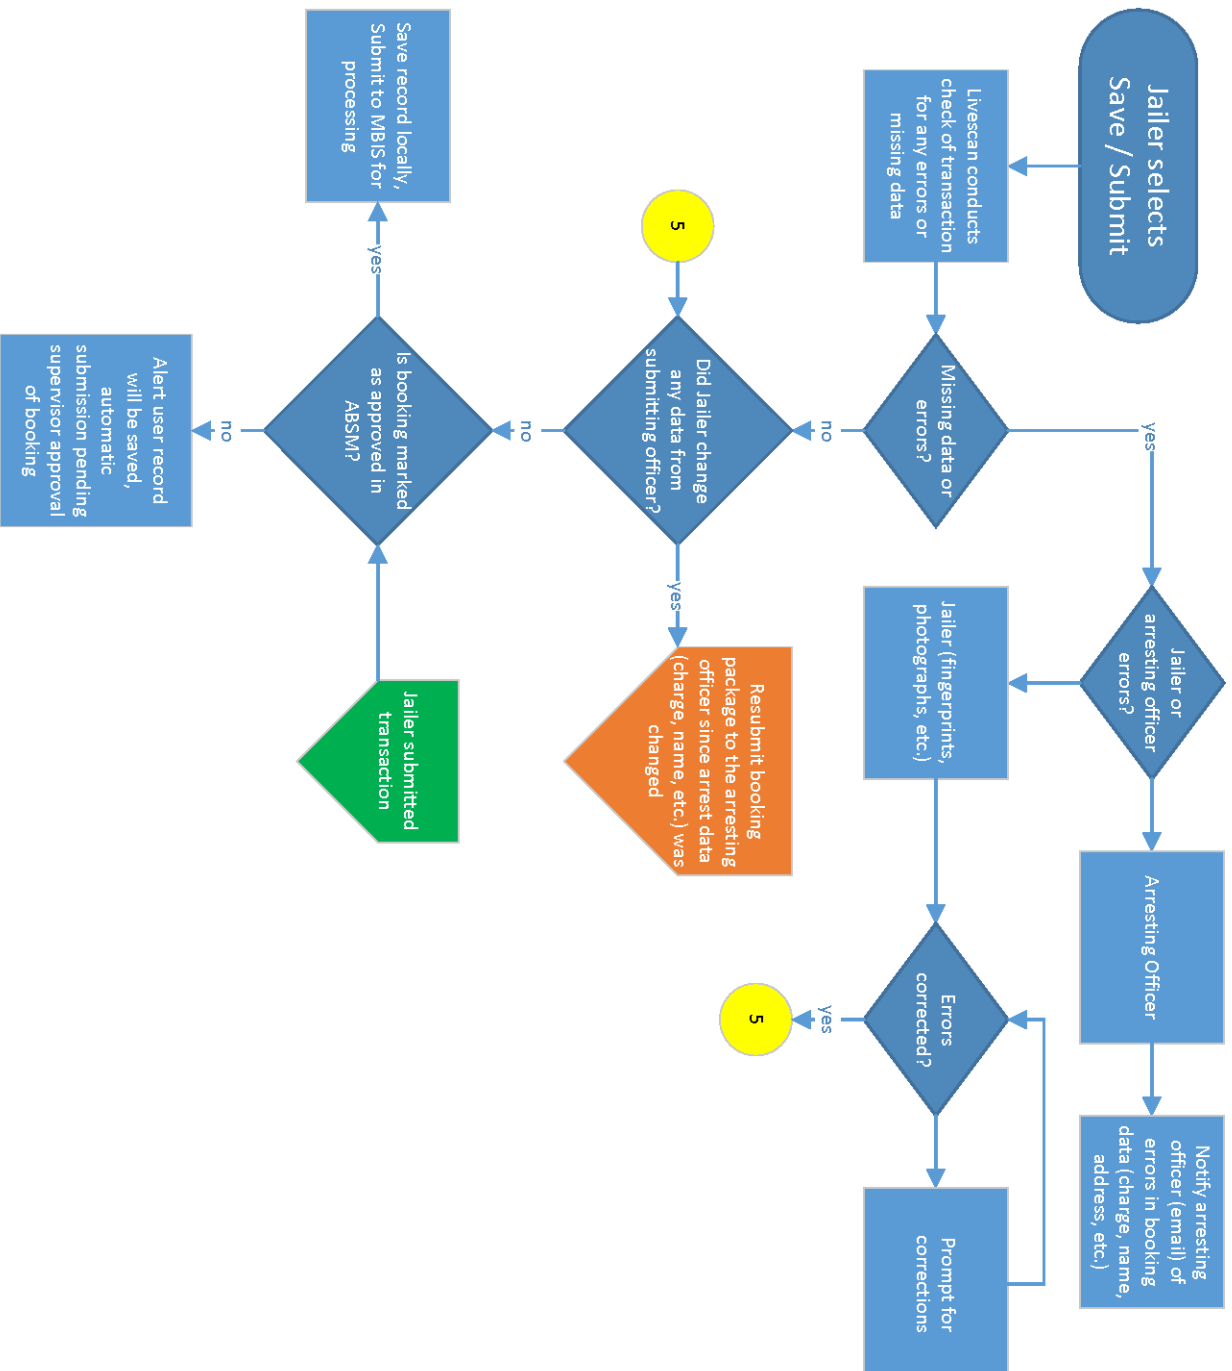 Jailer selects
Save / Submit
Livescan conducts
check of transaction
for any errors or
missing data
Missing data or
errors?
yes
Jailer or
arresting officer
errors?
Arresting Officer
Notify arresting
officer (email) of
errors in booking
data (charge, name,
address, etc.)
Jailer (fingerprints,
photographs, etc.)
Errors
corrected?
Prompt for
corrections
yes
5
no
5
Did Jailer change
any data from
submitting officer?
yes
Resubmit booking
package to the arresting
officer since arrest data
(charge, name, etc.) was
changed
no
Is booking marked
as approved in
ABSM?
Jailer submitted
transaction
yes
Save record locally,
Submit to MBIS for
processing
no
Alert user record
will be saved,
automatic
submission pending
supervisor approval
of booking